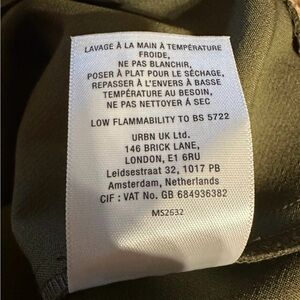 LAVAGE À LA MAIN À TEMPÉRATURE
FROIDE,
NE PAS BLANCHIR,
POSER À PLAT POUR LE SÉCHAGE,
REPASSER À L'ENVERS À BASSE
TEMPÉRATURE AU BESOIN,
NE PAS NETTOYER Á SEC
LOW FLAMMABILITY TO BS 5722
URBN UK Ltd.
146 BRICK LANE,
LONDON, E1 6RU
Leidsestraat 32, 1017 PB
Amsterdam, Netherlands
CIF : VAT No. GB 684936382
MS2632